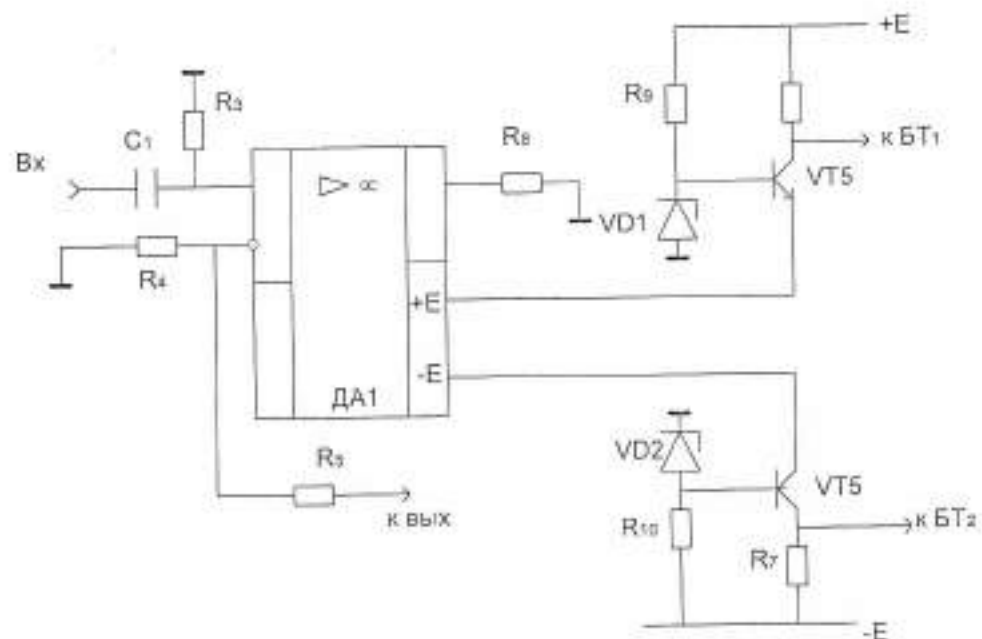 +E
R3
R9
C1
R8
Вх
к БТ1
▷ ∞
VT5
VD1
R4
+E
-E
ДА1
VD2
R5
VT5
к вых
R10
к БТ2
R7
-E